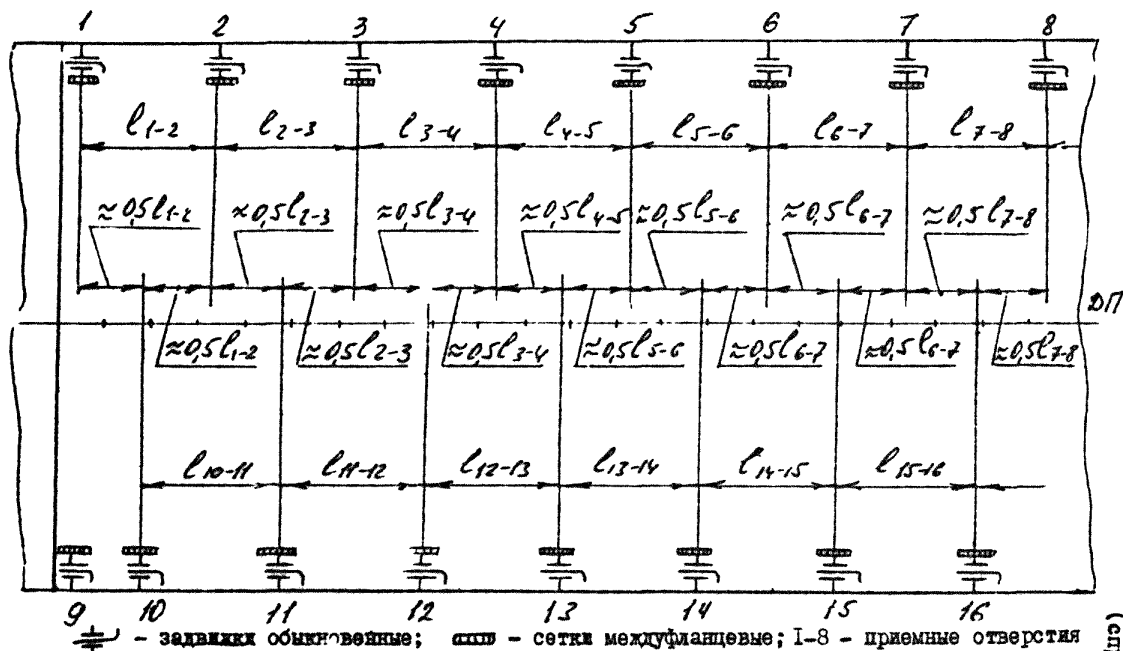 1 2 3 4 5 6 7 8
l1-2 l2-3 l3-4 l4-5 l5-6 l6-7 l7-8
≈0,5l1-2 ≈0,5l2-3 ≈0,5l3-4 ≈0,5l4-5 ≈0,5l5-6 ≈0,5l6-7 ≈0,5l7-8
ДП
≈0,5l1-2 ≈0,5l2-3 ≈0,5l3-4 ≈0,5l5-6 ≈0,5l6-7 ≈0,5l6-7 ≈0,5l7-8
l10-11 l11-12 l12-13 l13-14 l14-15 l15-16
9 10 11 12 13 14 15 16
- задвижки обыкновенные; - сетки междуфланцевые; I-8 - приемные отверстия